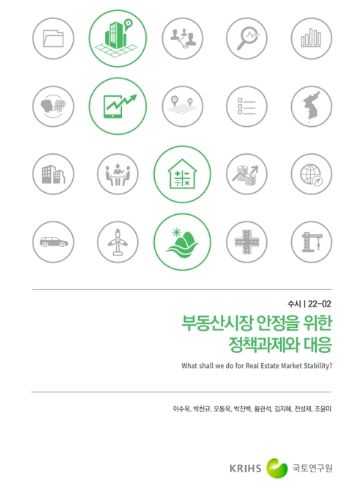 수시 | 22-02
부동산시장 안정을 위한
정책과제와 대응
What shall we do for Real Estate Market Stability?
이수욱, 박천규, 오동욱, 박진백, 황관석, 김지혜, 전성제, 조윤미
KRIHS 국토연구원